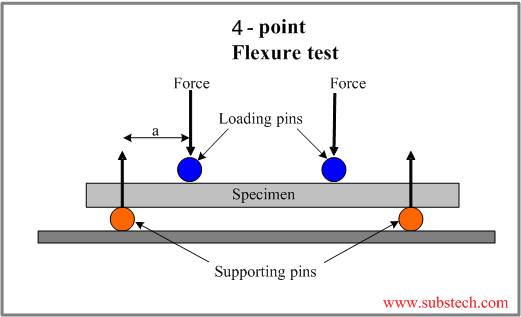 4 - point
Flexure test
Force
Force
Loading pins
a
Specimen
Supporting pins
www.substech.com